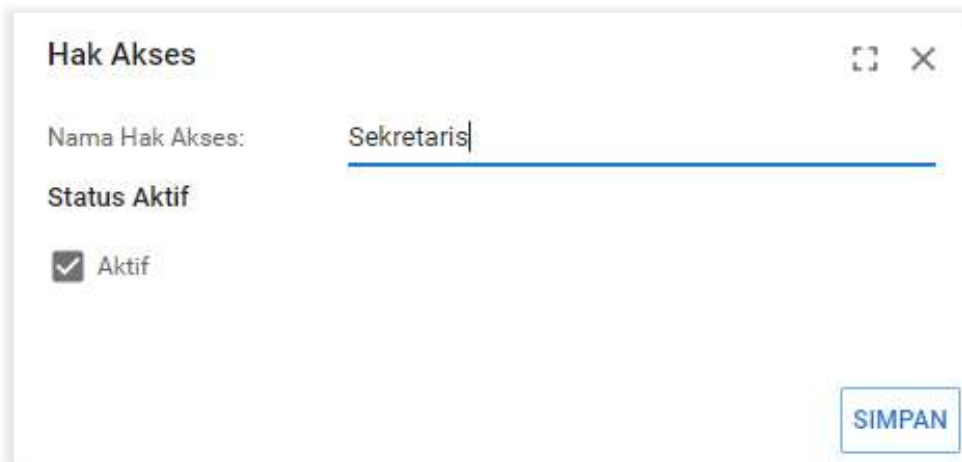 Hak Akses
Nama Hak Akses: Sekretaris
Status Aktif
Aktif
SIMPAN